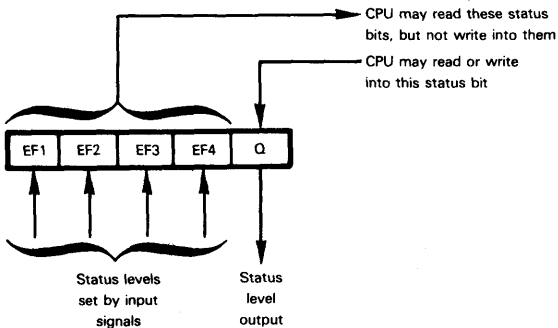 CPU may read these status
bits, but not write into them
CPU may read or write
into this status bit
EF1 EF2 EF3 EF4 Q
Status levels
set by input
signals
Status
level
output